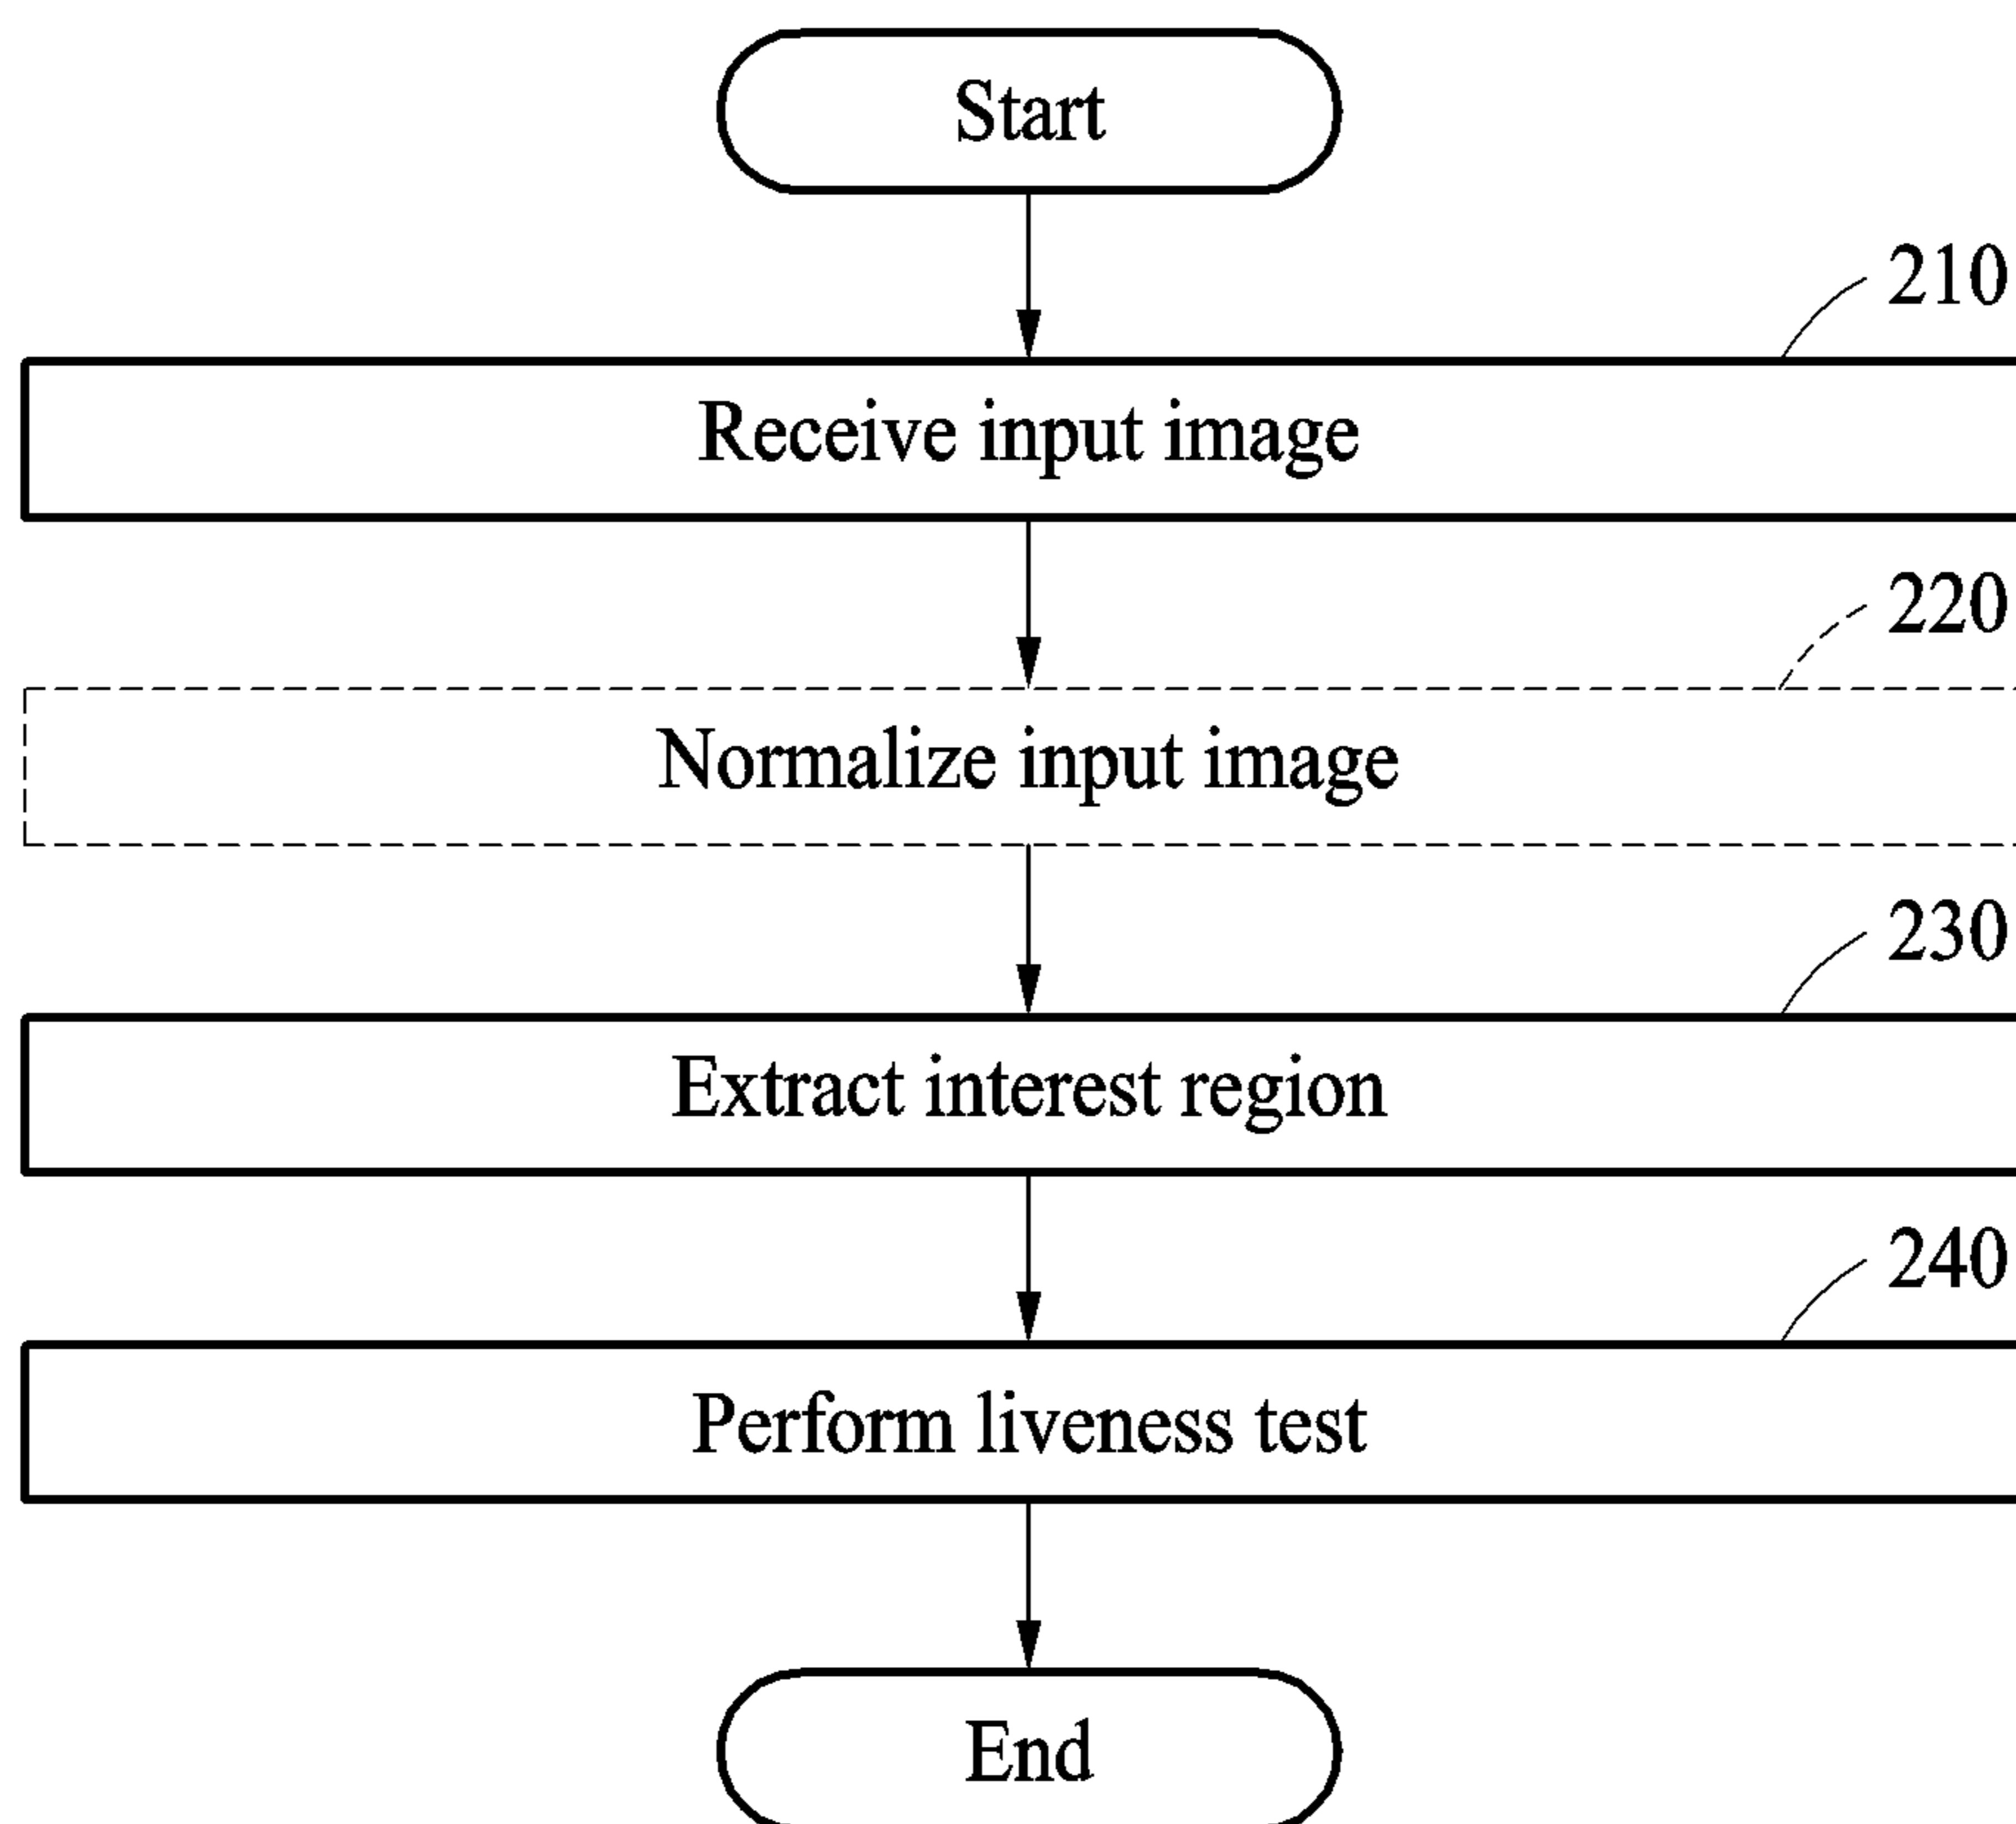 Start
210
Receive input image
220
Normalize input image
230
Extract interest region
240
Perform liveness test
End